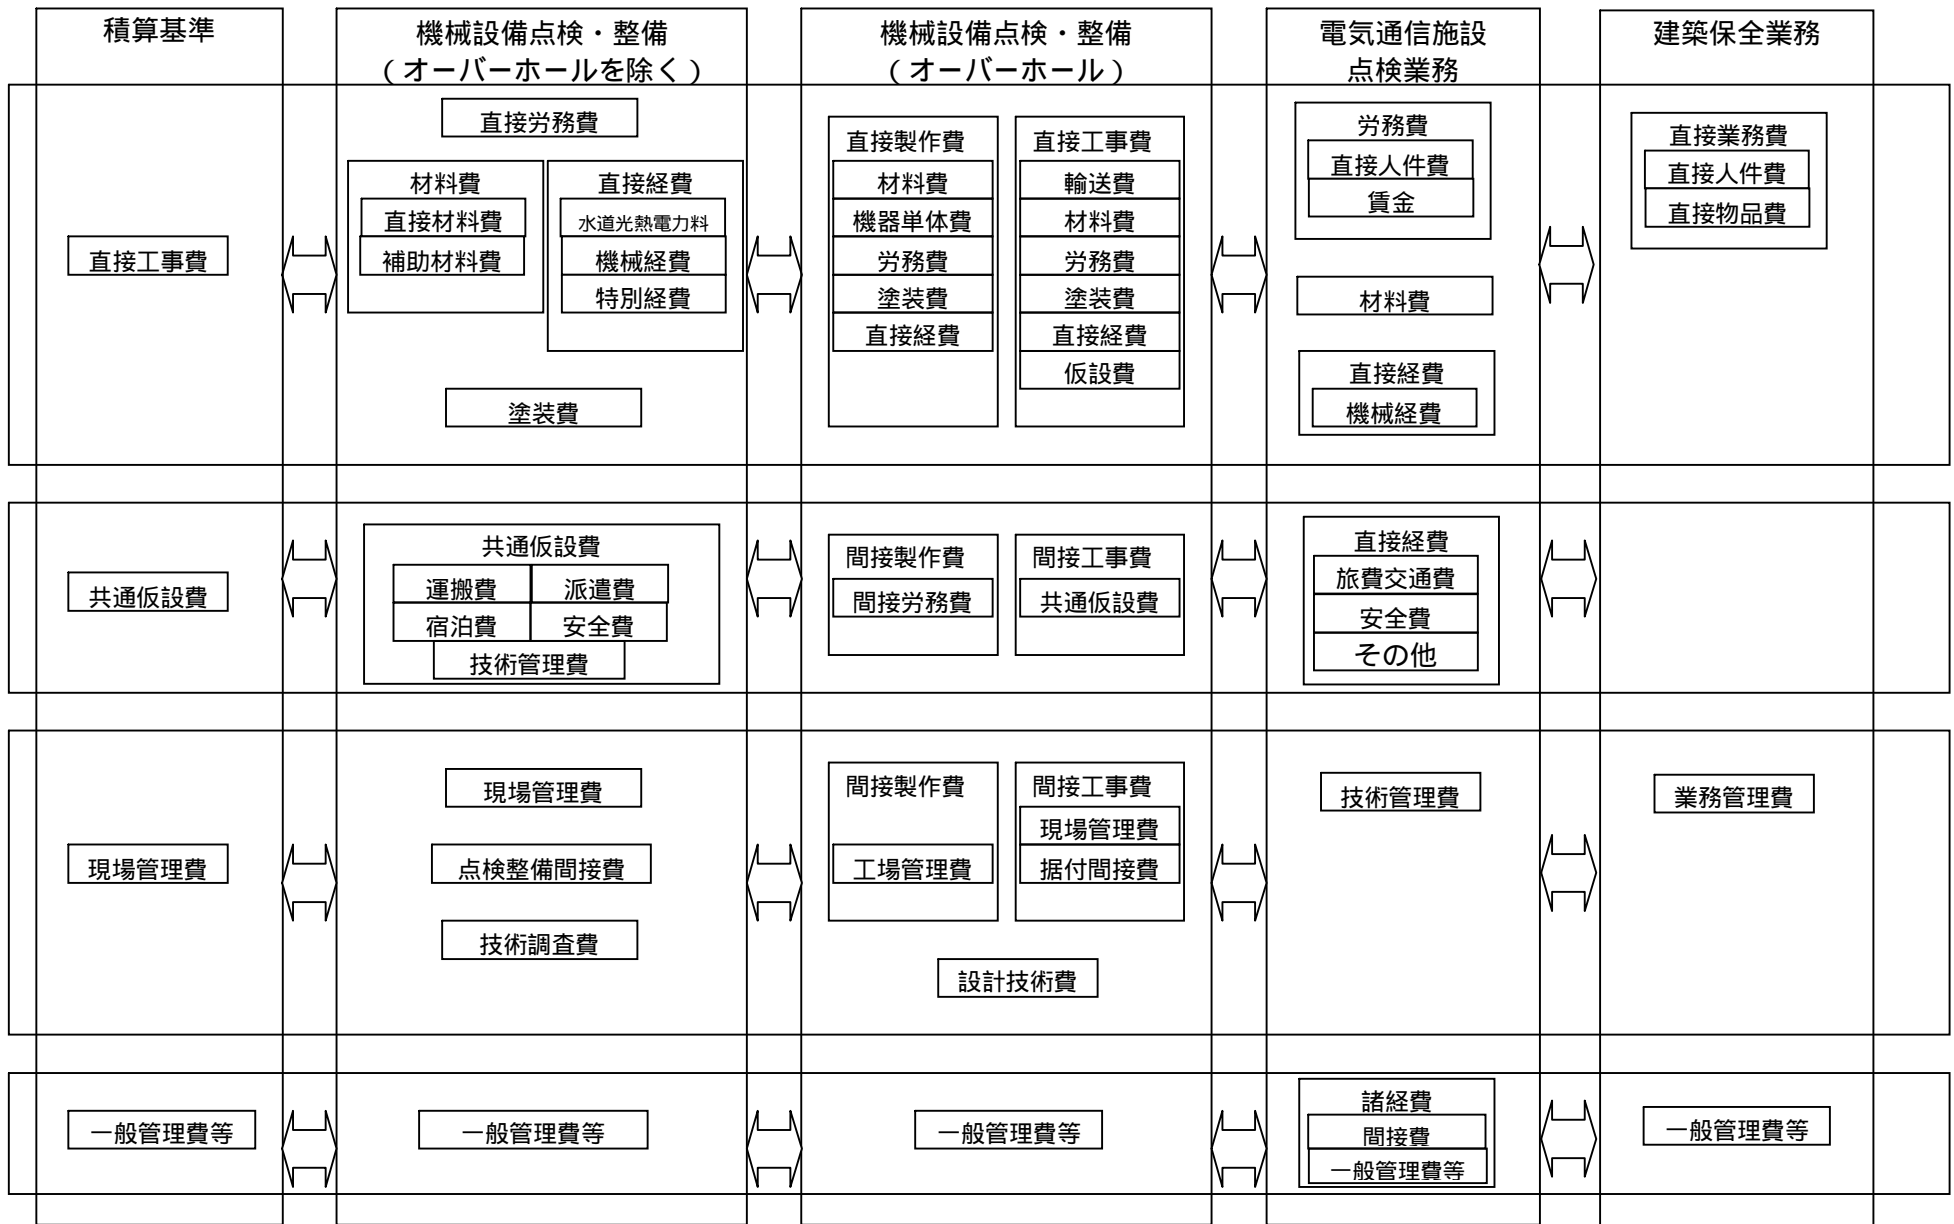 積算基準
機械設備点検・整備
（オーバーホールを除く）
機械設備点検・整備
（オーバーホール）
電気通信施設
点検業務
建築保全業務
直接工事費
直接労務費
材料費
直接材料費
補助材料費
直接経費
水道光熱電力料
機械経費
特別経費
塗装費
直接製作費
材料費
機器単体費
労務費
塗装費
直接経費
直接工事費
輸送費
材料費
労務費
塗装費
直接経費
仮設費
労務費
直接人件費
賃金
材料費
直接経費
機械経費
直接業務費
直接人件費
直接物品費
共通仮設費
共通仮設費
運搬費
派遣費
宿泊費
安全費
技術管理費
間接製作費
間接労務費
間接工事費
共通仮設費
直接経費
旅費交通費
安全費
その他
現場管理費
現場管理費
点検整備間接費
技術調査費
間接製作費
工場管理費
間接工事費
現場管理費
据付間接費
設計技術費
技術管理費
業務管理費
一般管理費等
一般管理費等
一般管理費等
諸経費
間接費
一般管理費等
一般管理費等